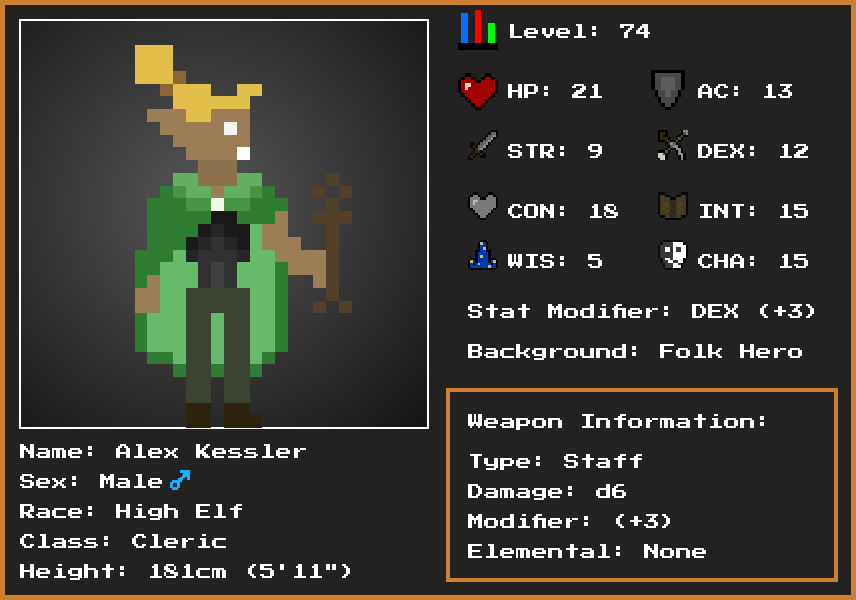 Level: 74
HP: 21 AC: 13
STR: 9 DEX: 12
CON: 18 INT: 15
WIS: 5 CHA: 15
Stat Modifier: DEX (+3)
Background: Folk Hero
Weapon Information:
Type: Staff
Damage: d6
Modifier: (+3)
Elemental: None
Name: Alex Kessler
Sex: Male♂
Race: High Elf
Class: Cleric
Height: 181cm (5'11")